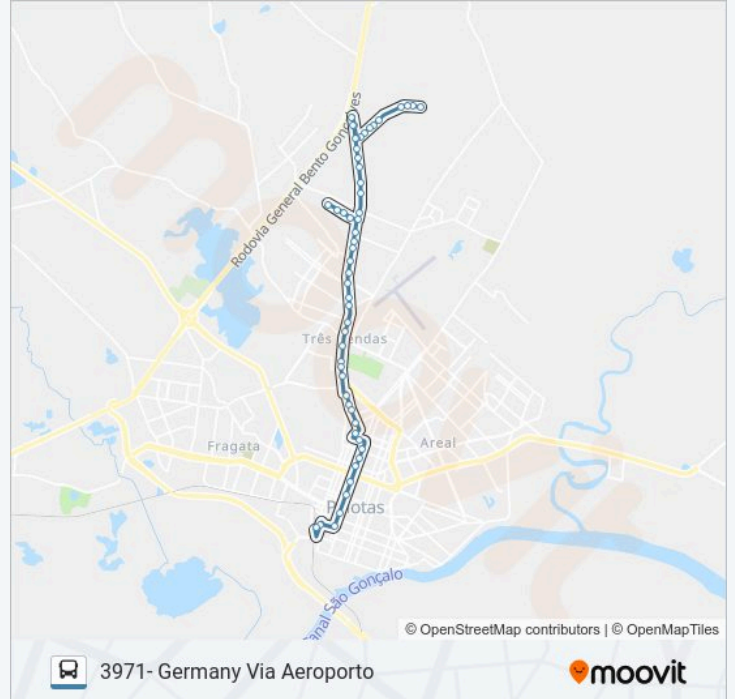 Rodovia General Bento Gonçalves
Três Vendas
Fragata
Areal
Pelotas
Canal São Gonçalo
© OpenStreetMap contributors | © OpenMapTiles
3971- Germany Via Aeroporto
moovit